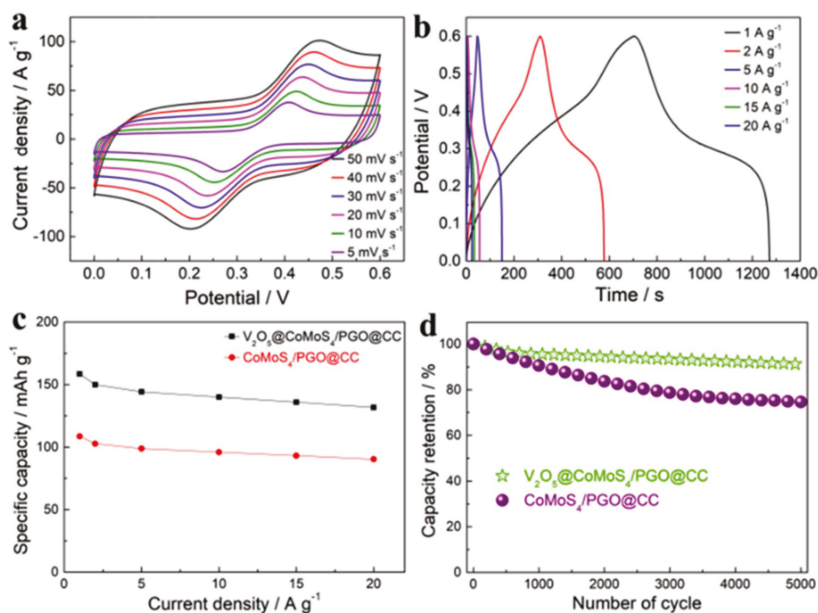 a
Current density / A g⁻¹
100
50
0
-50
-100
0.0 0.1 0.2 0.3 0.4 0.5 0.6
Potential / V
50 mV s⁻¹
40 mV s⁻¹
30 mV s⁻¹
20 mV s⁻¹
10 mV s⁻¹
5 mV s⁻¹
b
Potential / V
0.6
0.5
0.4
0.3
0.2
0.1
0.0
0 200 400 600 800 1000 1200 1400
Time / s
1 A g⁻¹
2 A g⁻¹
5 A g⁻¹
10 A g⁻¹
15 A g⁻¹
20 A g⁻¹
c
Specific capacity / mAh g⁻¹
200
150
100
50
0
0 5 10 15 20
Current density / A g⁻¹
V₂O₅@CoMoS₄/PGO@CC
CoMoS₄/PGO@CC
d
Capacity retention / %
100
80
60
40
20
0
0 1000 2000 3000 4000 5000
Number of cycle
V₂O₅@CoMoS₄/PGO@CC
CoMoS₄/PGO@CC